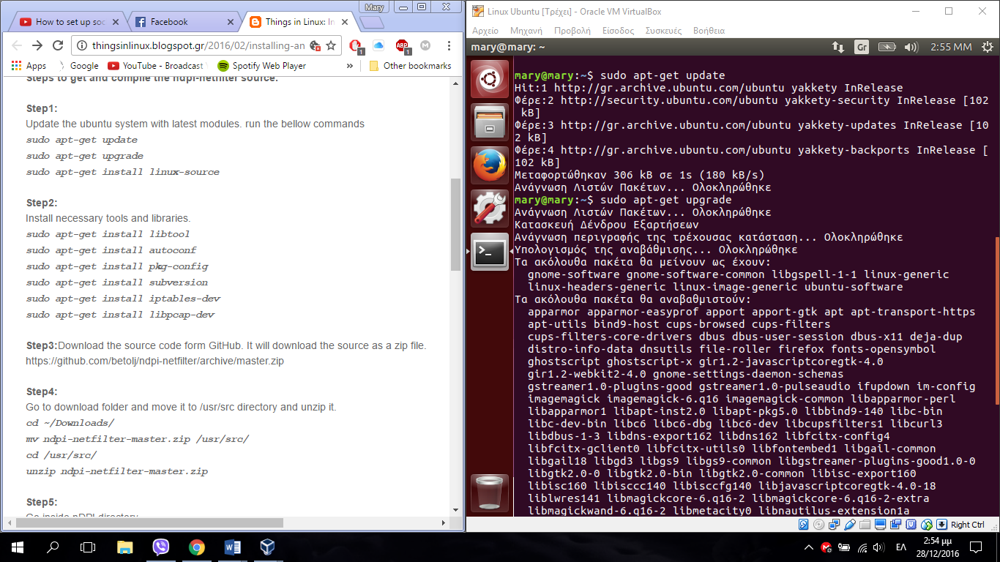 Mary
How to set up soc
Facebook
Things in Linux: In
thingsinlinux.blogspot.gr/2016/02/installing-an
1
ABP
1
M
Apps
Google
YouTube - Broadcast
Spotify Web Player
»
Other bookmarks
Steps to get and compile the ndpi-netfilter source.
Step1:
Update the ubuntu system with latest modules. run the bellow commands
sudo apt-get update
sudo apt-get upgrade
sudo apt-get install linux-source
Step2:
Install necessary tools and libraries.
sudo apt-get install libtool
sudo apt-get install autoconf
sudo apt-get install pkg-config
sudo apt-get install subversion
sudo apt-get install iptables-dev
sudo apt-get install libpcap-dev
Step3:Download the source code form GitHub. It will download the source as a zip file.
https://github.com/betolj/ndpi-netfilter/archive/master.zip
Step4:
Go to download folder and move it to /usr/src directory and unzip it.
cd ~/Downloads/
mv ndpi-netfilter-master.zip /usr/src/
cd /usr/src/
unzip ndpi-netfilter-master.zip
Step5:
Go inside nDPI directory
Linux Ubuntu [Τρέχει] - Oracle VM VirtualBox
Αρχείο Μηχανή Προβολή Είσοδος Συσκευές Βοήθεια
mary@mary: ~
Gr
2:55 ΜΜ
mary@mary:~$ sudo apt-get update
Hit:1 http://gr.archive.ubuntu.com/ubuntu yakkety InRelease
Φέρε:2 http://security.ubuntu.com/ubuntu yakkety-security InRelease [102
kB]
Φέρε:3 http://gr.archive.ubuntu.com/ubuntu yakkety-updates InRelease [10
2 kB]
Φέρε:4 http://gr.archive.ubuntu.com/ubuntu yakkety-backports InRelease [
102 kB]
Μεταφορτώθηκαν 306 kB σε 1s (180 kB/s)
Ανάγνωση Λιστών Πακέτων... Ολοκληρώθηκε
mary@mary:~$ sudo apt-get upgrade
Ανάγνωση Λιστών Πακέτων... Ολοκληρώθηκε
Κατασκευή Δένδρου Εξαρτήσεων
Ανάγνωση περιγραφής της τρέχουσας κατάσταση... Ολοκληρώθηκε
Υπολογισμός της αναβάθμισης... Ολοκληρώθηκε
Τα ακόλουθα πακέτα θα μείνουν ως έχουν:
gnome-software gnome-software-common libgspell-1-1 linux-generic
linux-headers-generic linux-image-generic ubuntu-software
Τα ακόλουθα πακέτα θα αναβαθμιστούν:
apparmor apparmor-easyprof apport apport-gtk apt apt-transport-https
apt-utils bind9-host cups-browsed cups-filters
cups-filters-core-drivers dbus dbus-user-session dbus-x11 deja-dup
distro-info-data dnsutils file-roller firefox fonts-opensymbol
ghostscript ghostscript-x gir1.2-javascriptcoregtk-4.0
gir1.2-webkit2-4.0 gnome-settings-daemon-schemas
gstreamer1.0-plugins-good gstreamer1.0-pulseaudio ifupdown im-config
imagemagick imagemagick-6.q16 imagemagick-common libapparmor-perl
libapparmor1 libapt-inst2.0 libapt-pkg5.0 libbind9-140 libc-bin
libc-dev-bin libc6 libc6-dbg libc6-dev libcupsfilters1 libcurl3
libdbus-1-3 libdns-export162 libdns162 libfcitx-config4
libfcitx-gclient0 libfcitx-utils0 libfontembed1 libgail-common
libgail18 libgd3 libgs9 libgs9-common libgstreamer-plugins-good1.0-0
libgtk2.0-0 libgtk2.0-bin libgtk2.0-common libisc-export160
libisc160 libisccc140 libisccfg140 libjavascriptcoregtk-4.0-18
liblwres141 libmagickcore-6.q16-2 libmagickcore-6.q16-2-extra
libmagickwand-6.q16-2 libmetacity0 libnautilus-extension1a
Right Ctrl
ΕΛ
2:54 μμ
28/12/2016